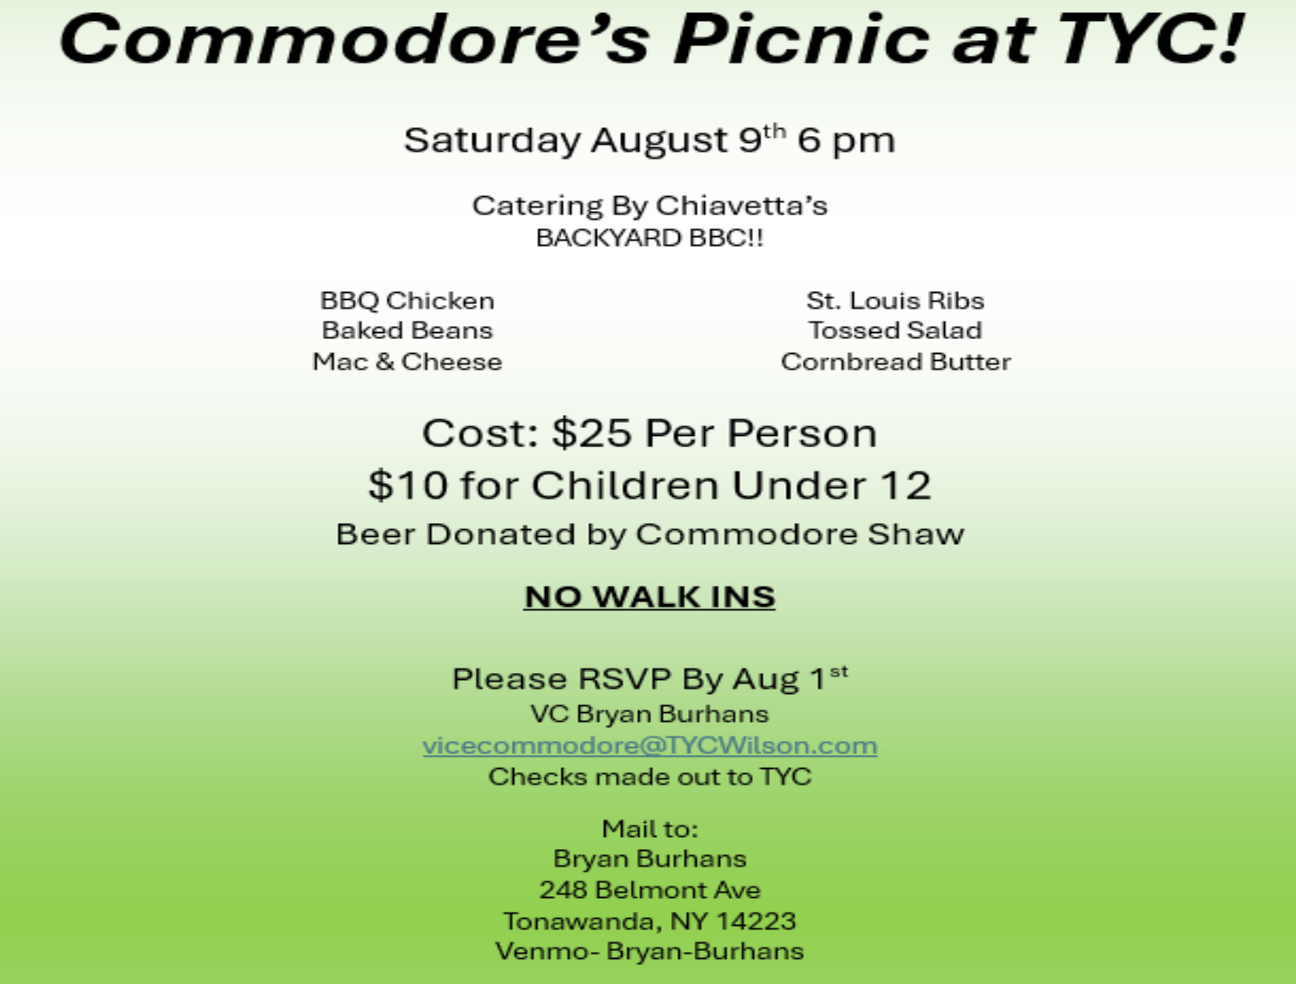 Commodore’s Picnic at TYC!
Saturday August 9th 6 pm
Catering By Chiavetta’s
BACKYARD BBC!!
BBQ Chicken
Baked Beans
Mac & Cheese
St. Louis Ribs
Tossed Salad
Cornbread Butter
Cost: $25 Per Person
$10 for Children Under 12
Beer Donated by Commodore Shaw
NO WALK INS
Please RSVP By Aug 1st
VC Bryan Burhans
vicecommodore@TYCWilson.com
Checks made out to TYC
Mail to:
Bryan Burhans
248 Belmont Ave
Tonawanda, NY 14223
Venmo- Bryan-Burhans